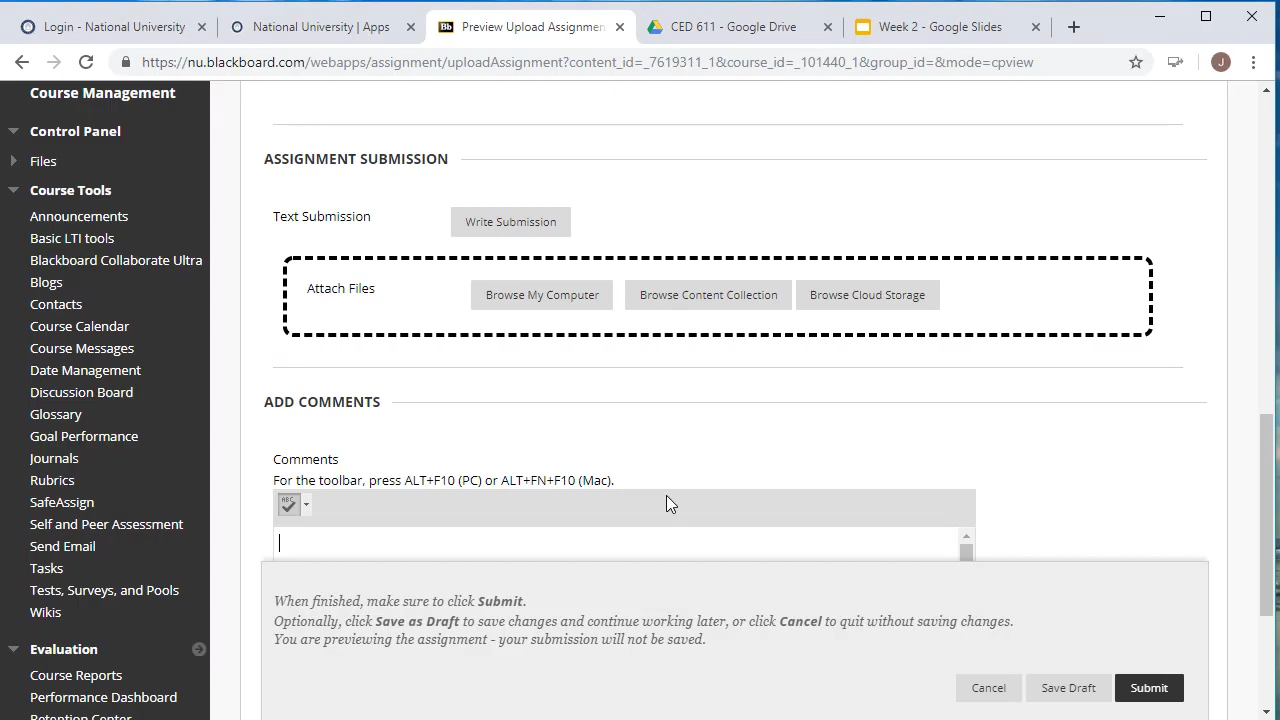 Login - National University
National University | Apps
Bb
Preview Upload Assignmen
CED 611 - Google Drive
Week 2 - Google Slides
https://nu.blackboard.com/webapps/assignment/uploadAssignment?content_id=_7619311_1&course_id=_101440_1&group_id=&mode=cpview
J
Course Management
Control Panel
Files
Course Tools
Announcements
Basic LTI tools
Blackboard Collaborate Ultra
Blogs
Contacts
Course Calendar
Course Messages
Date Management
Discussion Board
Glossary
Goal Performance
Journals
Rubrics
SafeAssign
Self and Peer Assessment
Send Email
Tasks
Tests, Surveys, and Pools
Wikis
Evaluation
Course Reports
Performance Dashboard
Retention Center
ASSIGNMENT SUBMISSION
Text Submission
Write Submission
Attach Files
Browse My Computer
Browse Content Collection
Browse Cloud Storage
ADD COMMENTS
Comments
For the toolbar, press ALT+F10 (PC) or ALT+FN+F10 (Mac).
ABC
When finished, make sure to click Submit.
Optionally, click Save as Draft to save changes and continue working later, or click Cancel to quit without saving changes.
You are previewing the assignment - your submission will not be saved.
Cancel
Save Draft
Submit